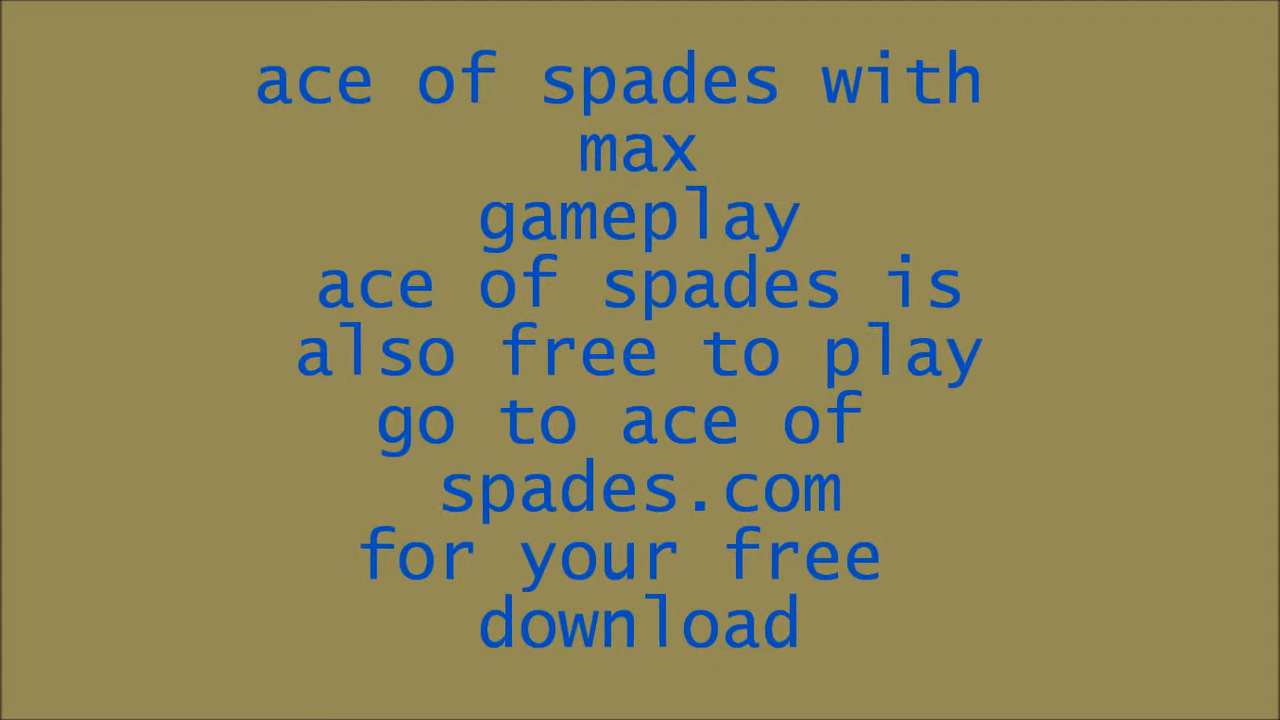 ace of spades with
max
gameplay
ace of spades is
also free to play
go to ace of
spades.com
for your free
download